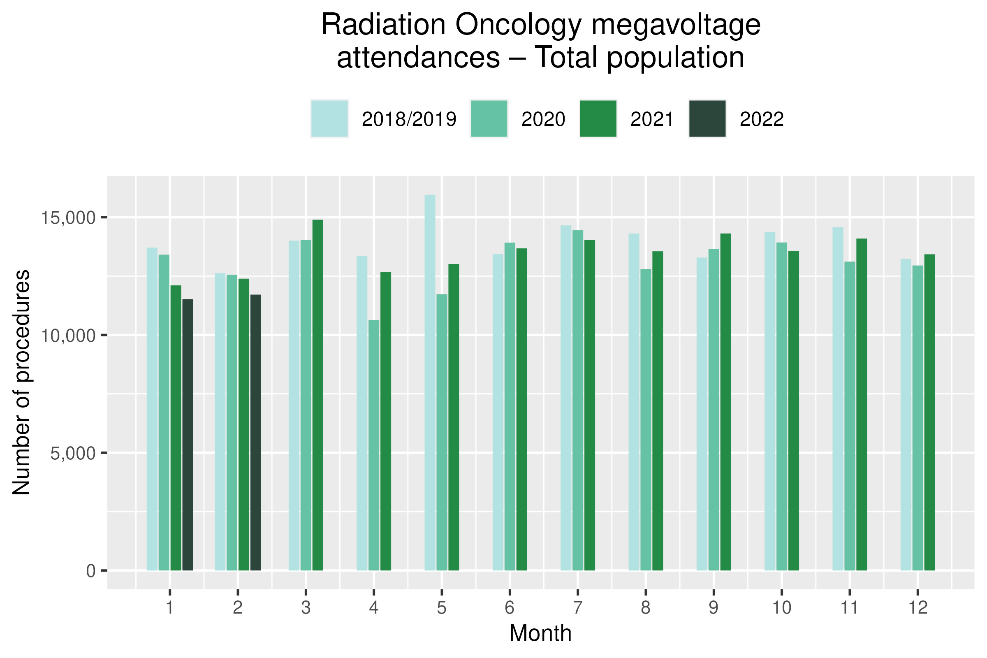 Radiation Oncology megavoltage
attendances – Total population
2018/2019 2020 2021 2022
Number of procedures
15,000
10,000
5,000
0
1 2 3 4 5 6 7 8 9 10 11 12
Month